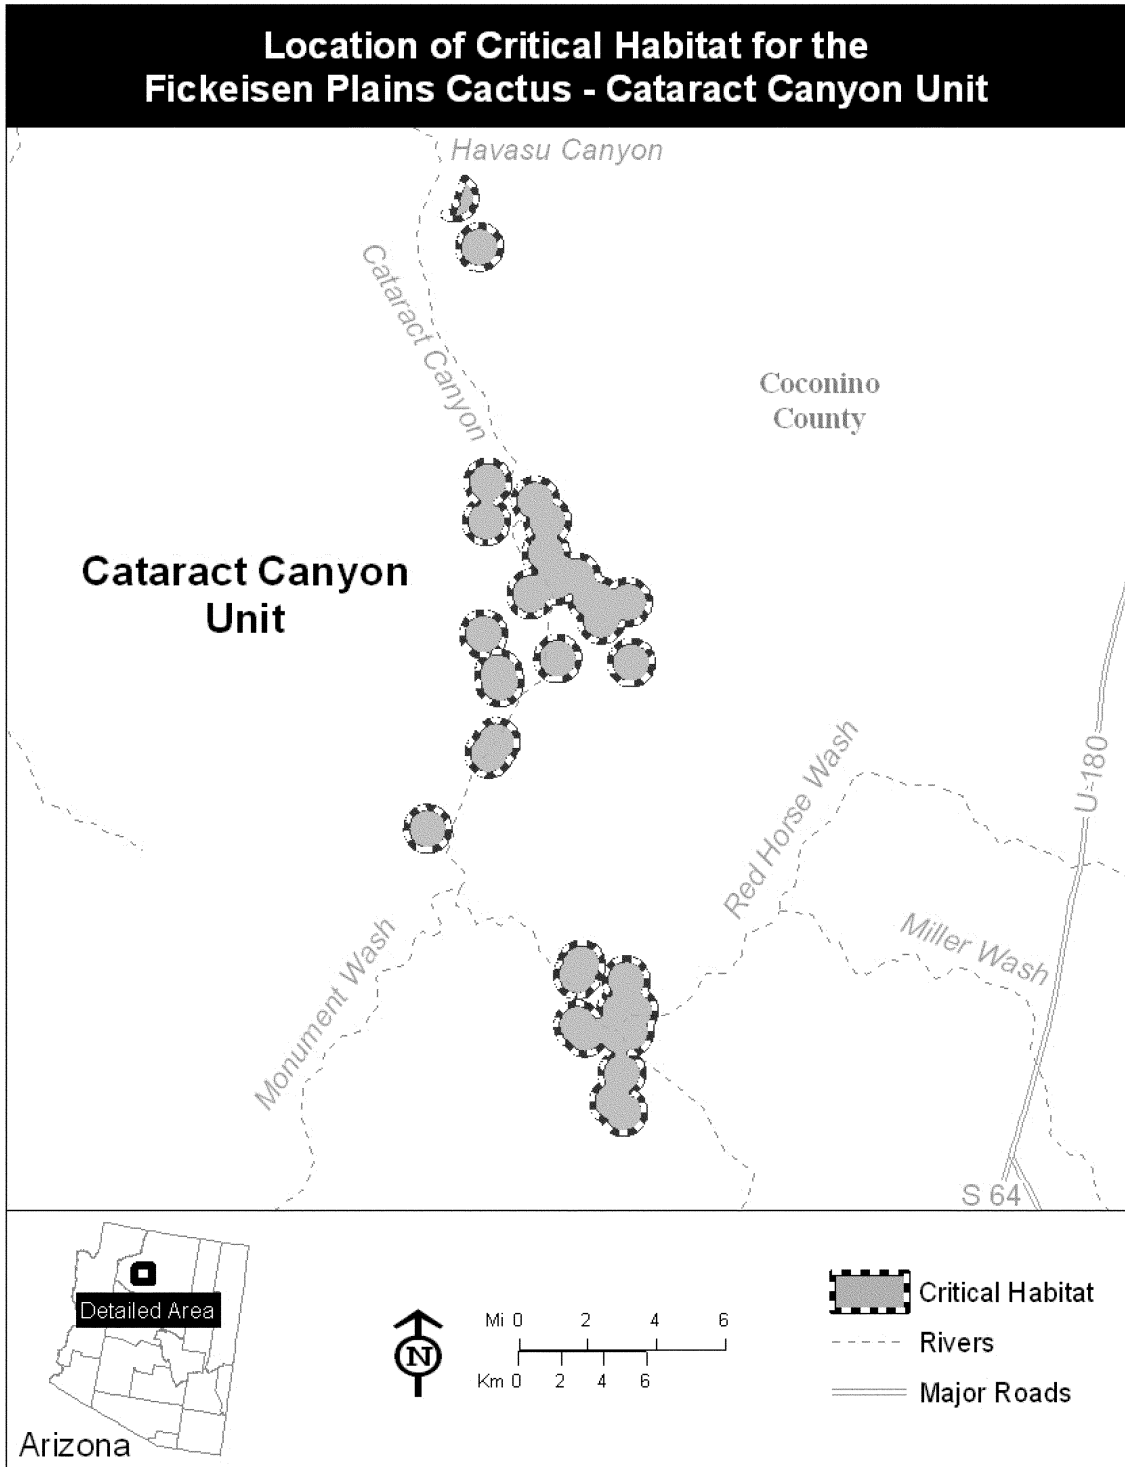 Location of Critical Habitat for the
Fickeisen Plains Cactus - Cataract Canyon Unit
Havasu Canyon
Cataract Canyon
Coconino
County
Cataract Canyon
Unit
U-180
Red Horse Wash
Miller Wash
Monument Wash
S 64
Detailed Area
Arizona
N
Mi 0 2 4 6
Km 0 2 4 6
Critical Habitat
Rivers
Major Roads